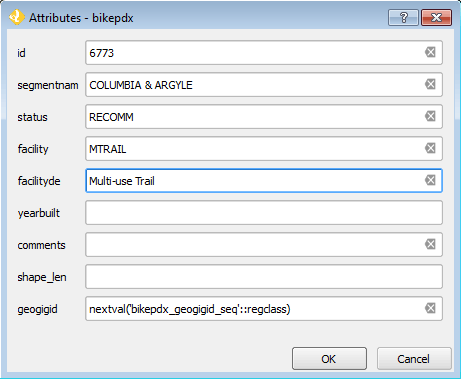 Attributes - bikepdx
id 6773
segmentnam COLUMBIA & ARGYLE
status RECOMM
facility MTRAIL
facilityde Multi-use Trail
yearbuilt
comments
shape_len
geogigid nextval('bikepdx_geogigid_seq'::regclass)
OK Cancel